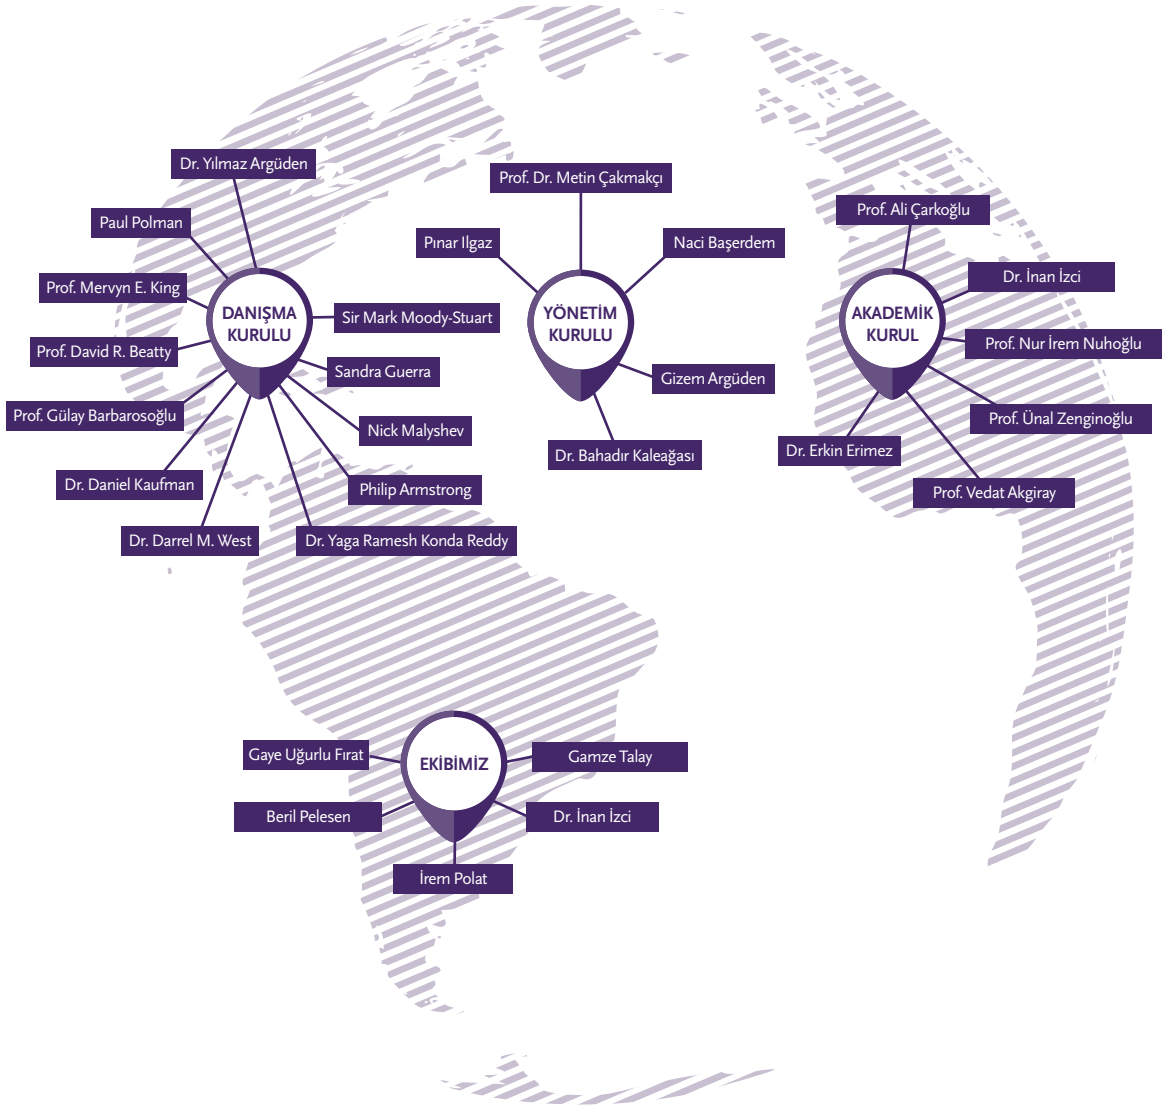 Dr. Yılmaz Argüden
Paul Polman
Prof. Mervyn E. King
Prof. David R. Beatty
Prof. Gülay Barbarosoğlu
Dr. Daniel Kaufman
Dr. Darrel M. West
DANIŞMA
KURULU
Sir Mark Moody-Stuart
Sandra Guerra
Nick Malyshev
Philip Armstrong
Dr. Yaga Ramesh Konda Reddy
Prof. Dr. Metin Çakmakçı
Pınar Ilgaz
Naci Başerdem
YÖNETİM
KURULU
Gizem Argüden
Dr. Bahadır Kaleağası
Prof. Ali Çarkoğlu
Dr. İnan İzci
AKADEMİK
KURUL
Prof. Nur İrem Nuhoğlu
Prof. Ünal Zenginoğlu
Dr. Erkin Erimez
Prof. Vedat Akgiray
Gaye Uğurlu Fırat
EKİBİMİZ
Gamze Talay
Beril Pelesen
Dr. İnan İzci
İrem Polat